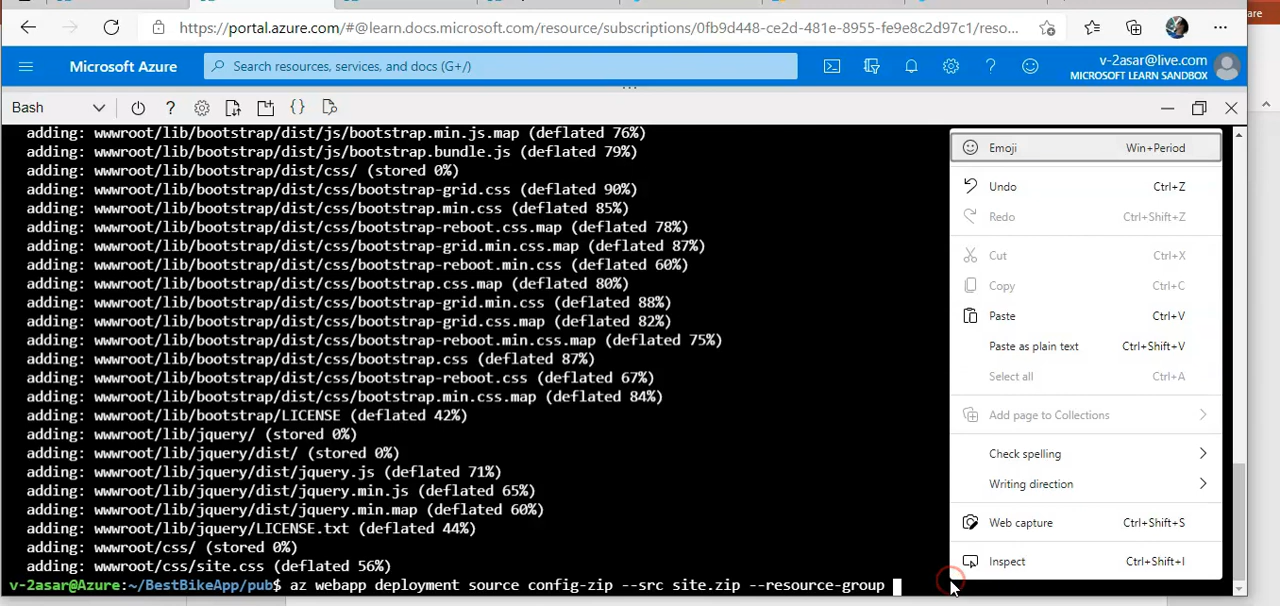 are
https://portal.azure.com/#@learn.docs.microsoft.com/resource/subscriptions/0fb9d448-ce2d-481e-8955-fe9e8c2d97c1/reso...
Microsoft Azure
Search resources, services, and docs (G+/)
v-2asar@live.com
MICROSOFT LEARN SANDBOX
Bash
adding: wwwroot/lib/bootstrap/dist/js/bootstrap.min.js.map (deflated 76%)
adding: wwwroot/lib/bootstrap/dist/js/bootstrap.bundle.js (deflated 79%)
adding: wwwroot/lib/bootstrap/dist/css/ (stored 0%)
adding: wwwroot/lib/bootstrap/dist/css/bootstrap-grid.css (deflated 90%)
adding: wwwroot/lib/bootstrap/dist/css/bootstrap.min.css (deflated 85%)
adding: wwwroot/lib/bootstrap/dist/css/bootstrap-reboot.css.map (deflated 78%)
adding: wwwroot/lib/bootstrap/dist/css/bootstrap-grid.min.css.map (deflated 87%)
adding: wwwroot/lib/bootstrap/dist/css/bootstrap-reboot.min.css (deflated 60%)
adding: wwwroot/lib/bootstrap/dist/css/bootstrap.css.map (deflated 80%)
adding: wwwroot/lib/bootstrap/dist/css/bootstrap-grid.min.css (deflated 88%)
adding: wwwroot/lib/bootstrap/dist/css/bootstrap-grid.css.map (deflated 82%)
adding: wwwroot/lib/bootstrap/dist/css/bootstrap-reboot.min.css.map (deflated 75%)
adding: wwwroot/lib/bootstrap/dist/css/bootstrap.css (deflated 87%)
adding: wwwroot/lib/bootstrap/dist/css/bootstrap-reboot.css (deflated 67%)
adding: wwwroot/lib/bootstrap/dist/css/bootstrap.min.css.map (deflated 84%)
adding: wwwroot/lib/bootstrap/LICENSE (deflated 42%)
adding: wwwroot/lib/jquery/ (stored 0%)
adding: wwwroot/lib/jquery/dist/ (stored 0%)
adding: wwwroot/lib/jquery/dist/jquery.js (deflated 71%)
adding: wwwroot/lib/jquery/dist/jquery.min.js (deflated 65%)
adding: wwwroot/lib/jquery/dist/jquery.min.map (deflated 60%)
adding: wwwroot/lib/jquery/LICENSE.txt (deflated 44%)
adding: wwwroot/css/ (stored 0%)
adding: wwwroot/css/site.css (deflated 56%)
v-2asar@Azure:~/BestBikeApp/pub$ az webapp deployment source config-zip --src site.zip --resource-group
Emoji Win+Period
Undo Ctrl+Z
Redo Ctrl+Shift+Z
Cut Ctrl+X
Copy Ctrl+C
Paste Ctrl+V
Paste as plain text Ctrl+Shift+V
Select all Ctrl+A
Add page to Collections
Check spelling
Writing direction
Web capture Ctrl+Shift+S
Inspect Ctrl+Shift+I